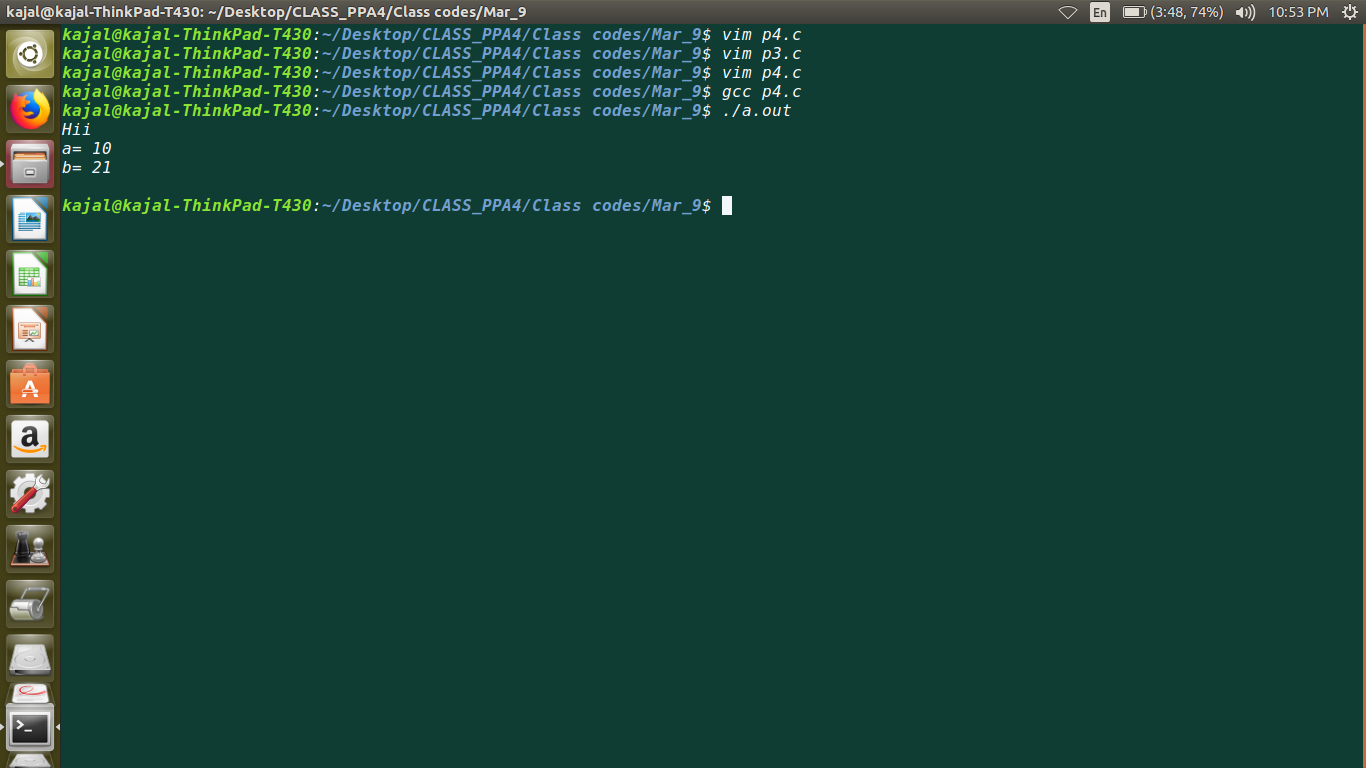 kajal@kajal-ThinkPad-T430: ~/Desktop/CLASS_PPA4/Class codes/Mar_9
En
(3:48, 74%)
10:53 PM
kajal@kajal-ThinkPad-T430:~/Desktop/CLASS_PPA4/Class codes/Mar_9$ vim p4.c
kajal@kajal-ThinkPad-T430:~/Desktop/CLASS_PPA4/Class codes/Mar_9$ vim p3.c
kajal@kajal-ThinkPad-T430:~/Desktop/CLASS_PPA4/Class codes/Mar_9$ vim p4.c
kajal@kajal-ThinkPad-T430:~/Desktop/CLASS_PPA4/Class codes/Mar_9$ gcc p4.c
kajal@kajal-ThinkPad-T430:~/Desktop/CLASS_PPA4/Class codes/Mar_9$ ./a.out
Hii
a= 10
b= 21
kajal@kajal-ThinkPad-T430:~/Desktop/CLASS_PPA4/Class codes/Mar_9$